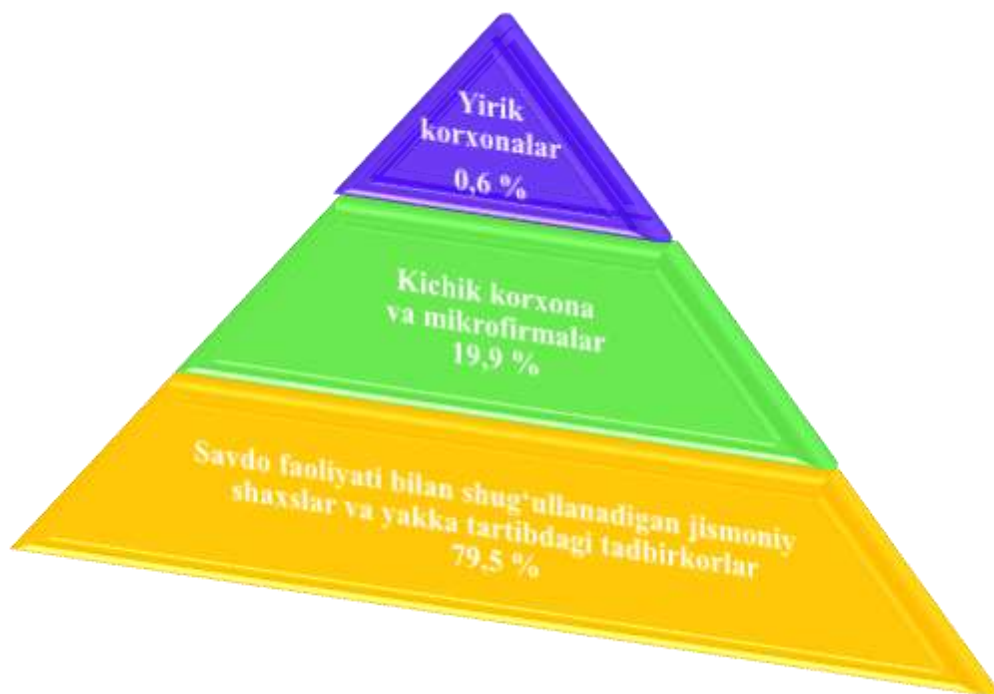 Yirik
korxonalar
0,6 %
Kichik korxona
va mikrofirmalar
19,9 %
Savdo faoliyati bilan shug‘ullanadigan jismoniy
shaxslar va yakka tartibdagi tadbirkorlar
79,5 %